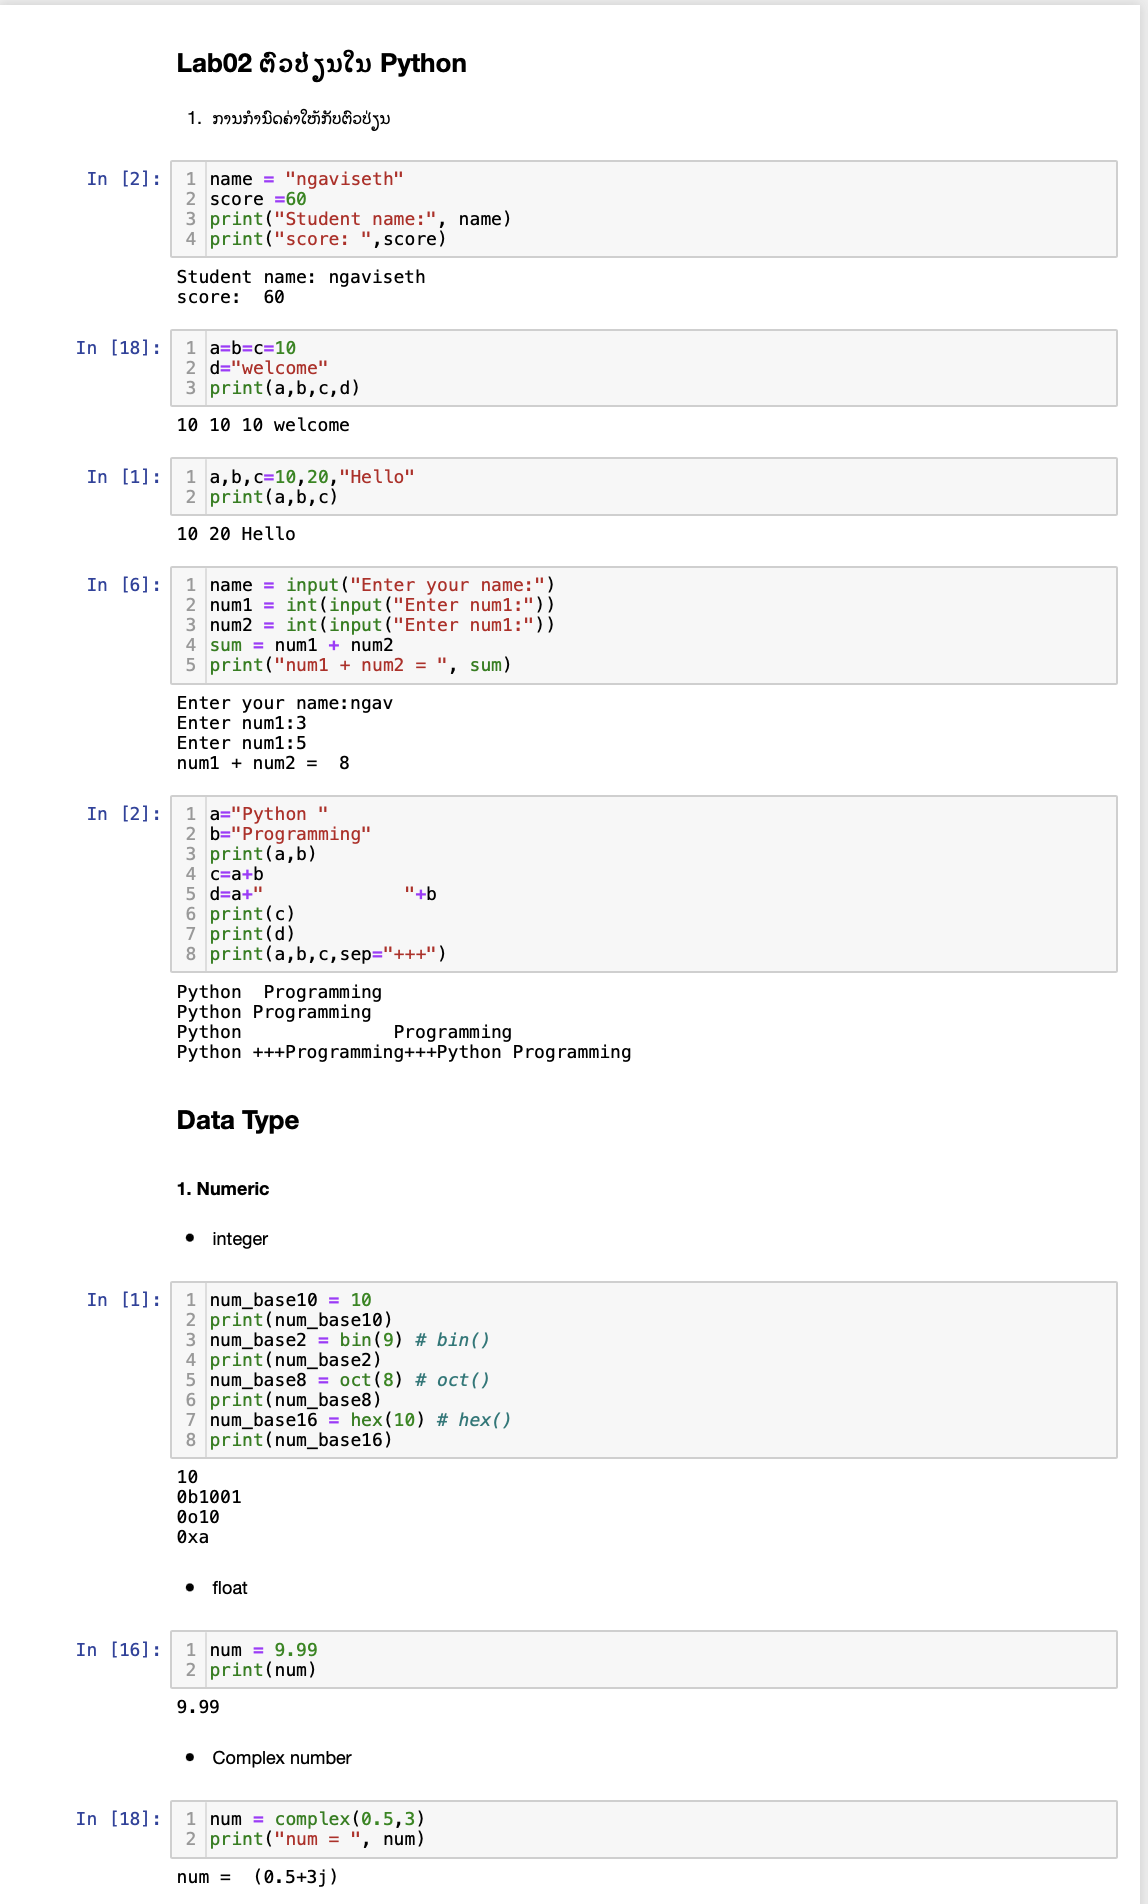 Lab02 ຕົວປ່ຽນໃນ Python
1. ການກຳນົດຄ່າໃຫ້ກັບຕົວປ່ຽນ
In [2]:
1 name = "ngaviseth"
2 score =60
3 print("Student name:", name)
4 print("score: ",score)
Student name: ngaviseth
score:  60
In [18]:
1 a=b=c=10
2 d="welcome"
3 print(a,b,c,d)
10 10 10 welcome
In [1]:
1 a,b,c=10,20,"Hello"
2 print(a,b,c)
10 20 Hello
In [6]:
1 name = input("Enter your name:")
2 num1 = int(input("Enter num1:"))
3 num2 = int(input("Enter num1:"))
4 sum = num1 + num2
5 print("num1 + num2 = ", sum)
Enter your name:ngav
Enter num1:3
Enter num1:5
num1 + num2 =  8
In [2]:
1 a="Python "
2 b="Programming"
3 print(a,b)
4 c=a+b
5 d=a+"             "+b
6 print(c)
7 print(d)
8 print(a,b,c,sep="+++")
Python  Programming
Python Programming
Python              Programming
Python +++Programming+++Python Programming
Data Type
1. Numeric
• integer
In [1]:
1 num_base10 = 10
2 print(num_base10)
3 num_base2 = bin(9) # bin()
4 print(num_base2)
5 num_base8 = oct(8) # oct()
6 print(num_base8)
7 num_base16 = hex(10) # hex()
8 print(num_base16)
10
0b1001
0o10
0xa
• float
In [16]:
1 num = 9.99
2 print(num)
9.99
• Complex number
In [18]:
1 num = complex(0.5,3)
2 print("num = ", num)
num =  (0.5+3j)